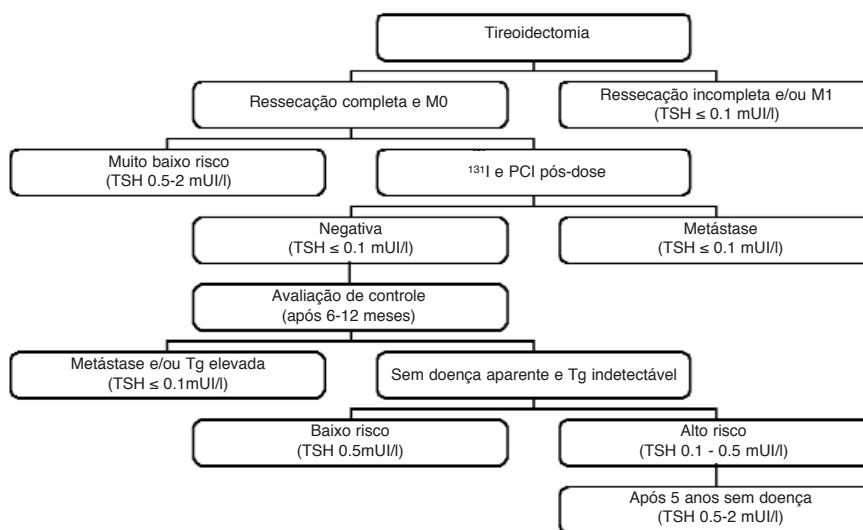 Tireoidectomia
Ressecação completa e M0
Ressecação incompleta e/ou M1
(TSH ≤ 0.1 mUI/l)
Muito baixo risco
(TSH 0.5-2 mUI/l)
¹³¹I e PCI pós-dose
Negativa
(TSH ≤ 0.1 mUI/l)
Metástase
(TSH ≤ 0.1 mUI/l)
Avaliação de controle
(após 6-12 meses)
Metástase e/ou Tg elevada
(TSH ≤ 0.1mUI/l)
Sem doença aparente e Tg indetectável
Baixo risco
(TSH 0.5mUI/l)
Alto risco
(TSH 0.1 - 0.5 mUI/l)
Após 5 anos sem doença
(TSH 0.5-2 mUI/l)